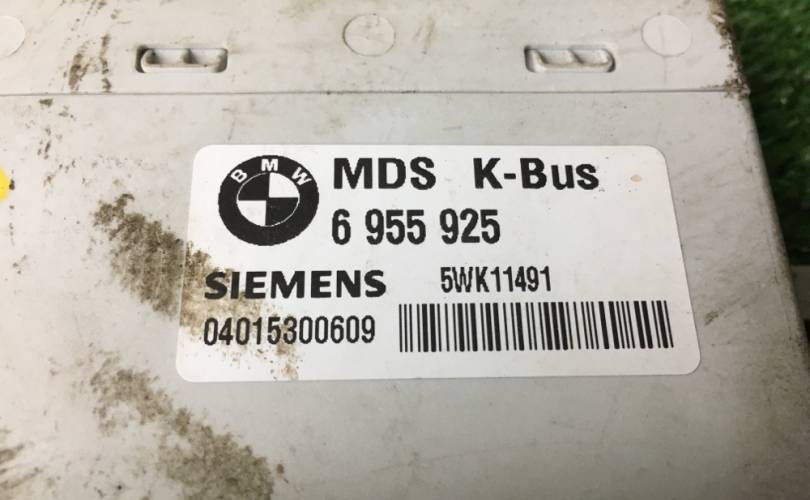 BMW
MDS K-Bus
6 955 925
SIEMENS 5WK11491
04015300609